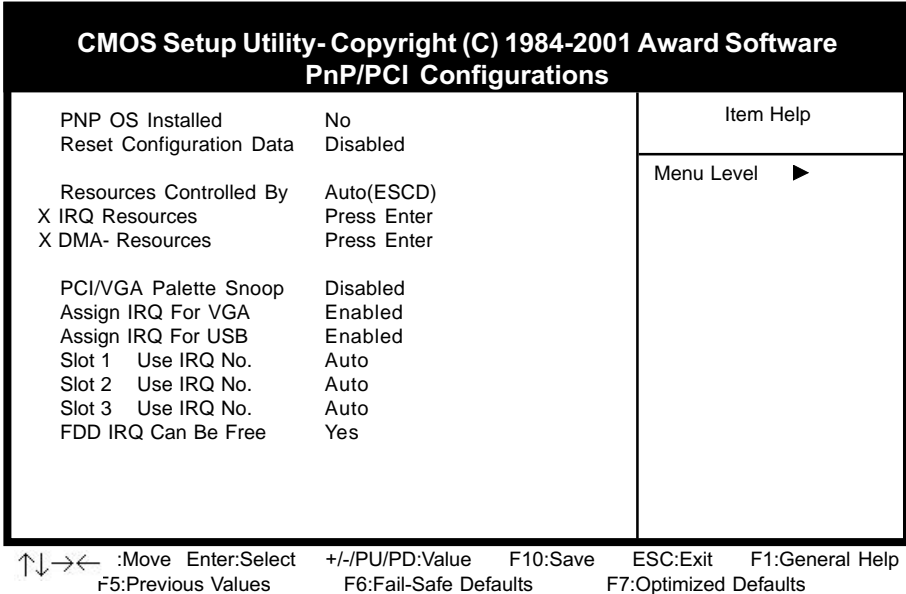 CMOS Setup Utility- Copyright (C) 1984-2001 Award Software
PnP/PCI Configurations
PNP OS Installed No
Reset Configuration Data Disabled
Resources Controlled By Auto(ESCD)
X IRQ Resources Press Enter
X DMA- Resources Press Enter
PCI/VGA Palette Snoop Disabled
Assign IRQ For VGA Enabled
Assign IRQ For USB Enabled
Slot 1 Use IRQ No. Auto
Slot 2 Use IRQ No. Auto
Slot 3 Use IRQ No. Auto
FDD IRQ Can Be Free Yes
Item Help
Menu Level ▶
↑↓→← :Move Enter:Select +/-/PU/PD:Value F10:Save ESC:Exit F1:General Help
F5:Previous Values F6:Fail-Safe Defaults F7:Optimized Defaults